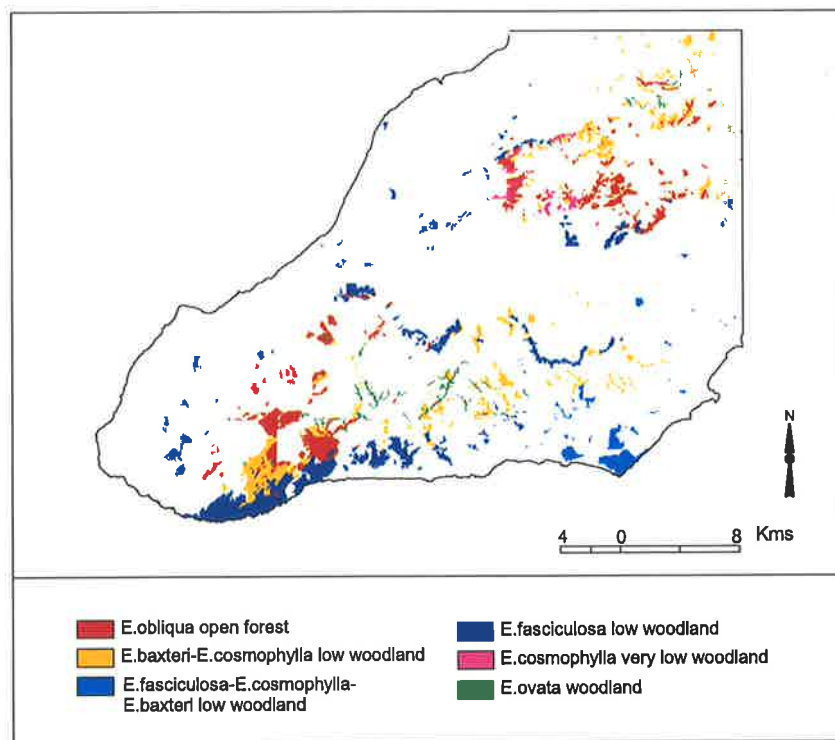 N
4 0 8 Kms
E.obliqua open forest
E.baxteri-E.cosmophylla low woodland
E.fasciculosa-E.cosmophylla-
E.baxteri low woodland
E.fasciculosa low woodland
E.cosmophylla very low woodland
E.ovata woodland